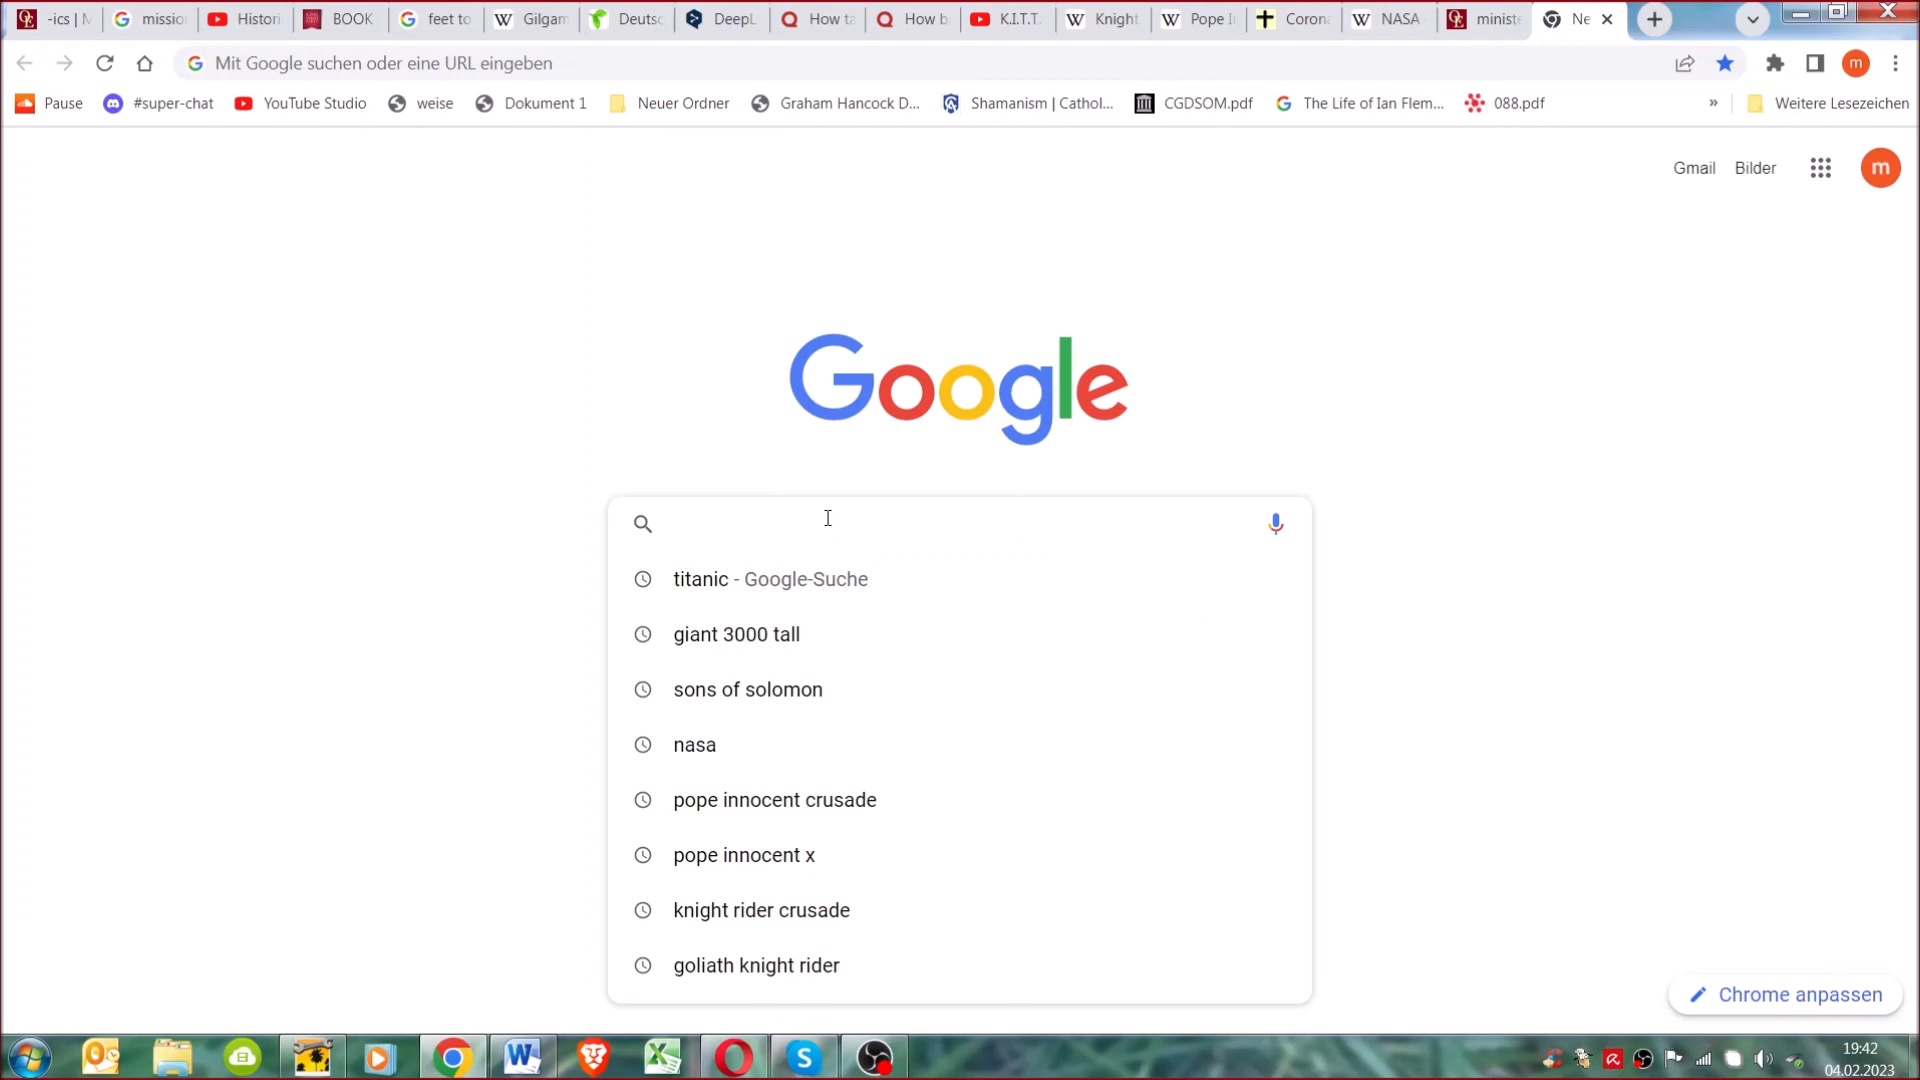 -ics | M
missio
Histori
BOOK
feet to
Gilgam
Deutsc
DeepL
How ta
How b
K.I.T.T.
Knight
Pope I
Corona
NASA
ministe
Ne
Mit Google suchen oder eine URL eingeben
m
Pause
#super-chat
YouTube Studio
weise
Dokument 1
Neuer Ordner
Graham Hancock D...
Shamanism | Cathol...
CGDSOM.pdf
The Life of Ian Flem...
088.pdf
»
Weitere Lesezeichen
Gmail
Bilder
m
Google
titanic - Google-Suche
giant 3000 tall
sons of solomon
nasa
pope innocent crusade
pope innocent x
knight rider crusade
goliath knight rider
Chrome anpassen
19:42
04.02.2023